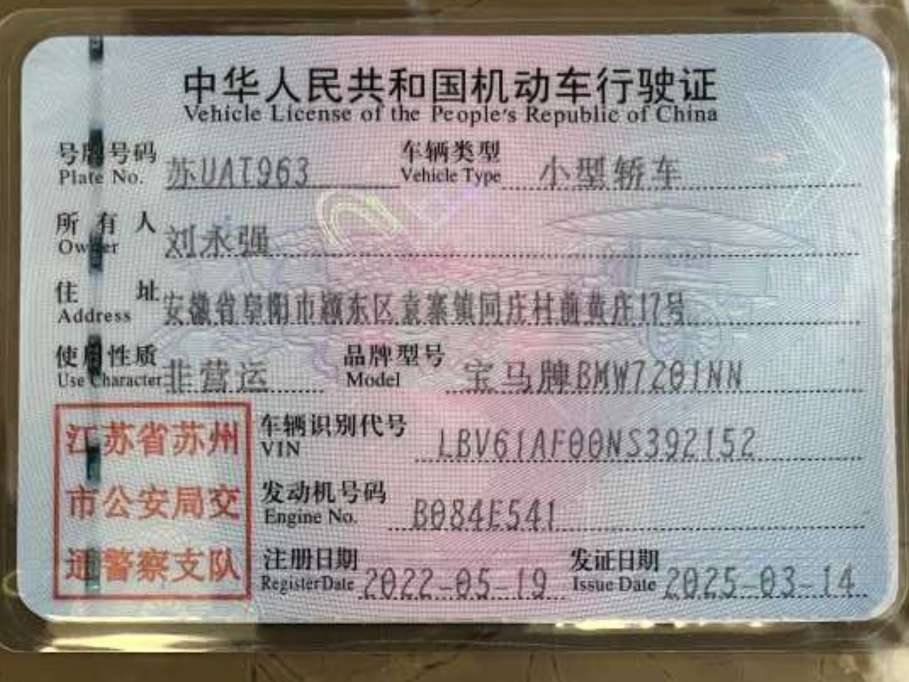 中华人民共和国机动车行驶证
Vehicle License of the People's Republic of China
号牌号码 苏UAT963 车辆类型 小型轿车
Plate No. Vehicle Type
所有人 刘永强
Owner
住址 安徽省阜阳市颍东区袁寨镇同庄村前黄庄17号
Address
使用性质 非营运 品牌型号 宝马牌BMW7201NN
Use Character Model
江苏省苏州
市公安局交
通警察支队
车辆识别代号 LBV61AF00NS392152
VIN
发动机号码 B084E541
Engine No.
注册日期 2022-05-19 发证日期 2025-03-14
Register Date Issue Date